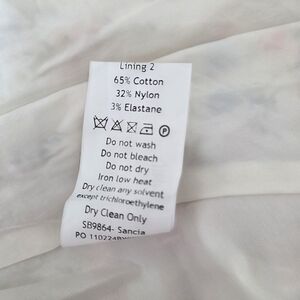 Lining 2
65% Cotton
32% Nylon
3% Elastane
P
Do not wash
Do not bleach
Do not dry
Iron low heat
Dry clean any solvent
except trichloroethylene
Dry Clean Only
SB9864- Sancia
PO